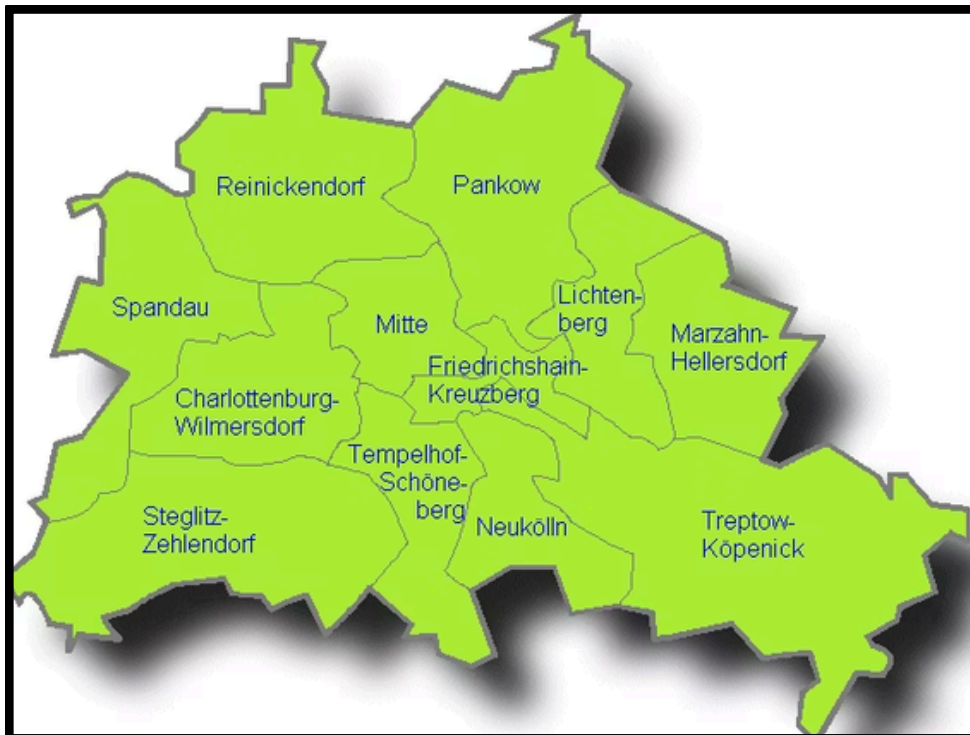 Reinickendorf
Pankow
Spandau
Mitte
Lichten-
berg
Marzahn-
Hellersdorf
Friedrichshain-
Kreuzberg
Charlottenburg-
Wilmersdorf
Tempelhof-
Schöne-
berg
Steglitz-
Zehlendorf
Neukölln
Treptow-
Köpenick